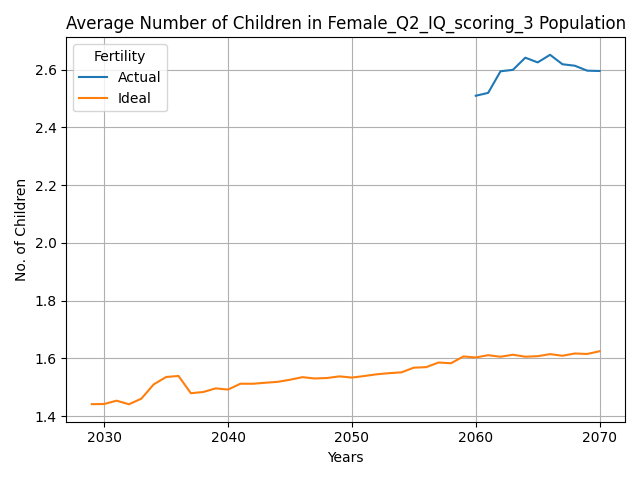 Average Number of Children in Female_Q2_IQ_scoring_3 Population
Fertility
Actual
Ideal
No. of Children
2.6
2.4
2.2
2.0
1.8
1.6
1.4
2030 2040 2050 2060 2070
Years